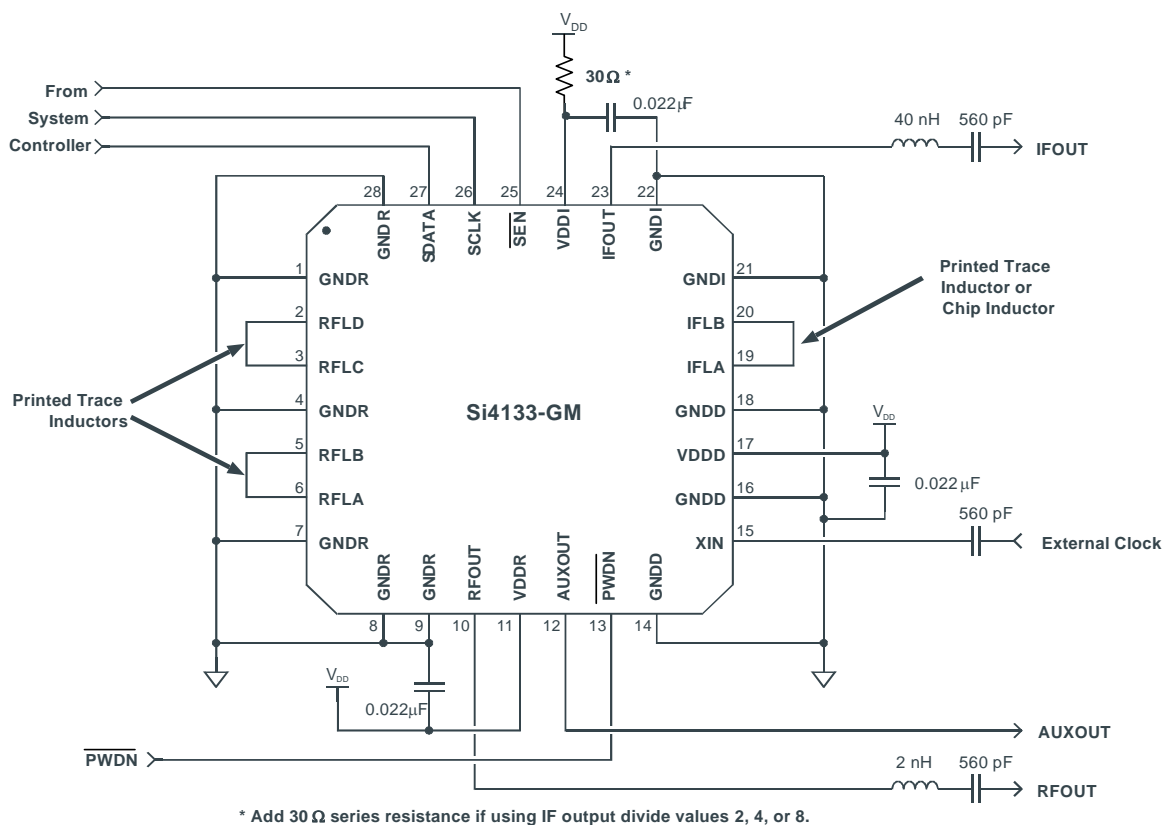 VDD
30Ω *
0.022µF
From
System
Controller
40 nH
560 pF
IFOUT
28
27
26
25
24
23
22
GNDR
SDATA
SCLK
SEN
VDDI
IFOUT
GNDI
1
GNDR
2
RFLD
3
RFLC
4
GNDR
5
RFLB
6
RFLA
7
GNDR
Printed Trace
Inductors
Si4133-GM
GNDI
21
IFLB
20
IFLA
19
GNDD
18
VDDD
17
GNDD
16
XIN
15
Printed Trace
Inductor or
Chip Inductor
VDD
0.022µF
560 pF
External Clock
GNDR
GNDR
RFOUT
VDDR
AUXOUT
PWDN
GNDD
8
9
10
11
12
13
14
VDD
0.022µF
AUXOUT
PWDN
2 nH
560 pF
RFOUT
* Add 30 Ω series resistance if using IF output divide values 2, 4, or 8.